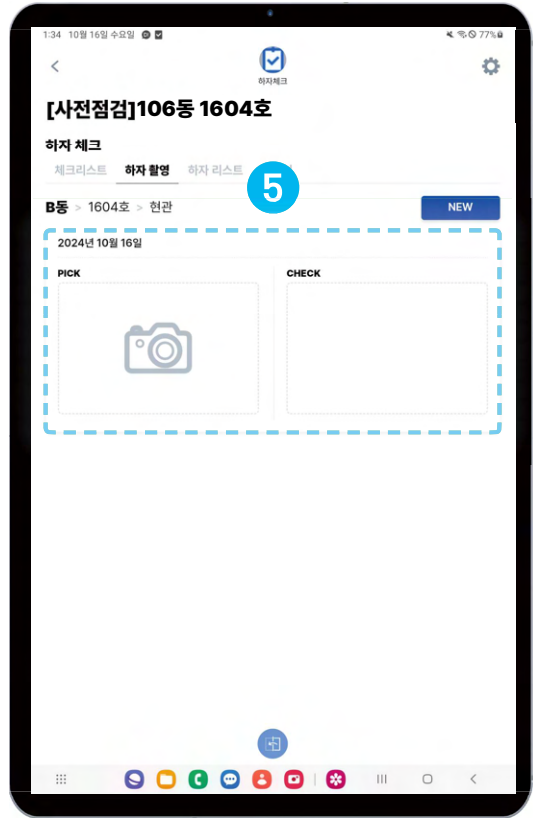 1:34 10월 16일 수요일 77%
하자체크
[사전점검]106동 1604호
하자 체크
체크리스트 하자 촬영 하자 리스트
5
B동 > 1604호 > 현관 NEW
2024년 10월 16일
PICK CHECK